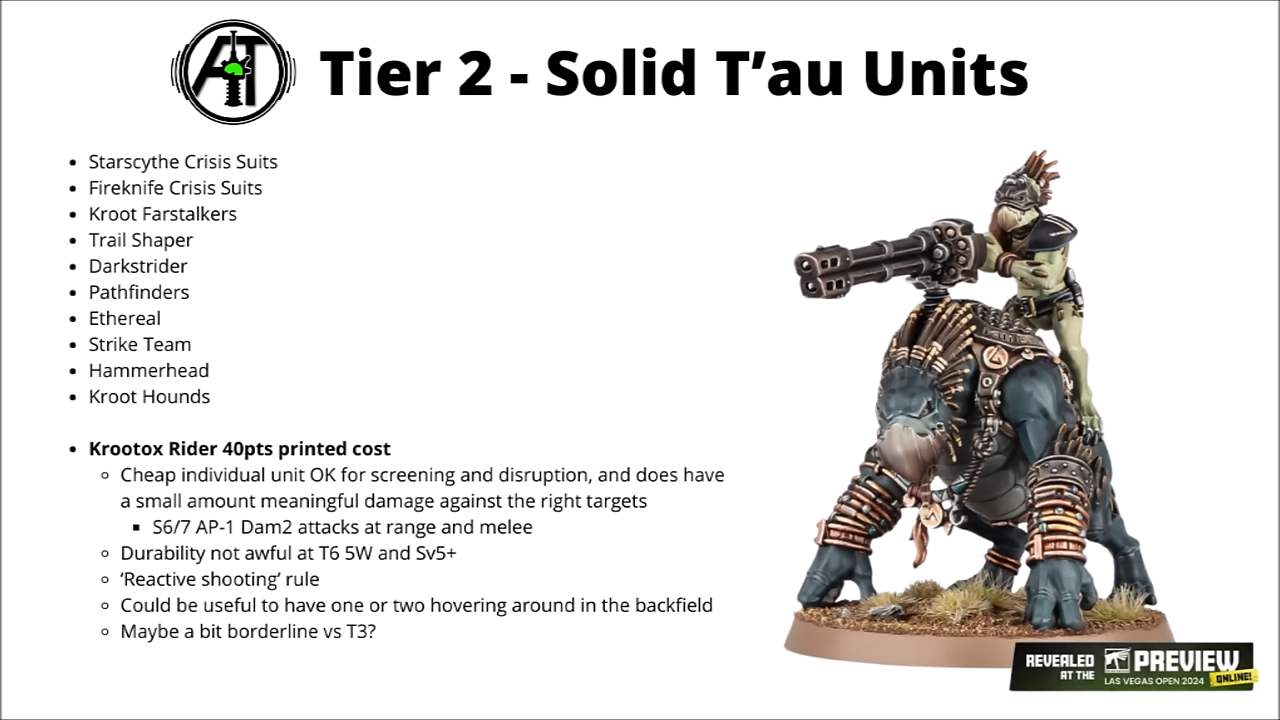 AT
Tier 2 - Solid T’au Units
• Starscythe Crisis Suits
• Fireknife Crisis Suits
• Kroot Farstalkers
• Trail Shaper
• Darkstrider
• Pathfinders
• Ethereal
• Strike Team
• Hammerhead
• Kroot Hounds
• Krootox Rider 40pts printed cost
◦ Cheap individual unit OK for screening and disruption, and does have
a small amount meaningful damage against the right targets
▪ S6/7 AP-1 Dam2 attacks at range and melee
◦ Durability not awful at T6 5W and Sv5+
◦ ‘Reactive shooting’ rule
◦ Could be useful to have one or two hovering around in the backfield
◦ Maybe a bit borderline vs T3?
REVEALED
AT THE
PREVIEW
LAS VEGAS OPEN 2024
ONLINE!